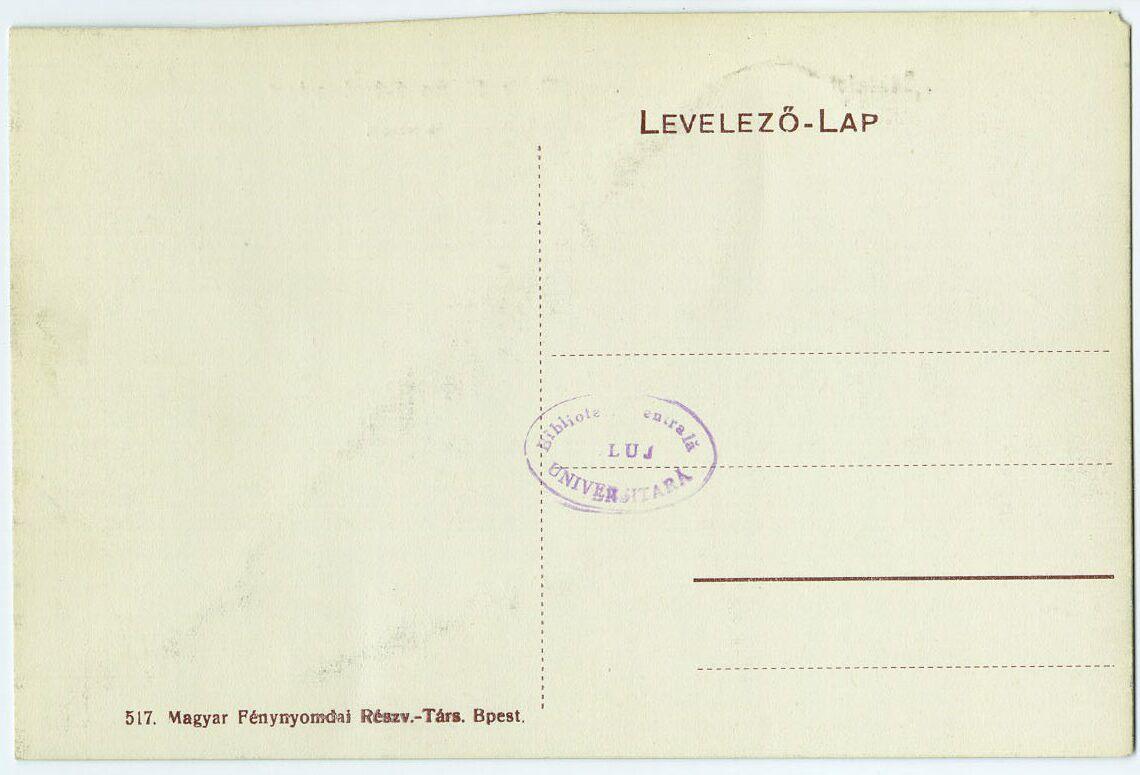 LEVELEZŐ-LAP
LUJ
UNIVERSITARĂ
517. Magyar Fénynyomdai Részv.-Társ. Bpest.